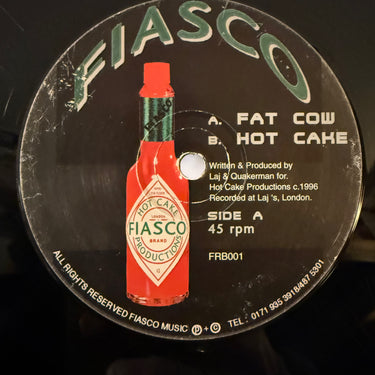 FIASCO
A. FAT COW
B. HOT CAKE
Written & Produced by
Laj & Quakerman for.
Hot Cake Productions c.1996
Recorded at Laj 's, London.
SIDE A
45 rpm
FRB001
HOT CAKE
LONDON
FIASCO
BRAND
PRODUCTIONS
ALL RIGHTS RESERVED FIASCO MUSIC ℗ + © TEL : 0171 935 3918/487 5301